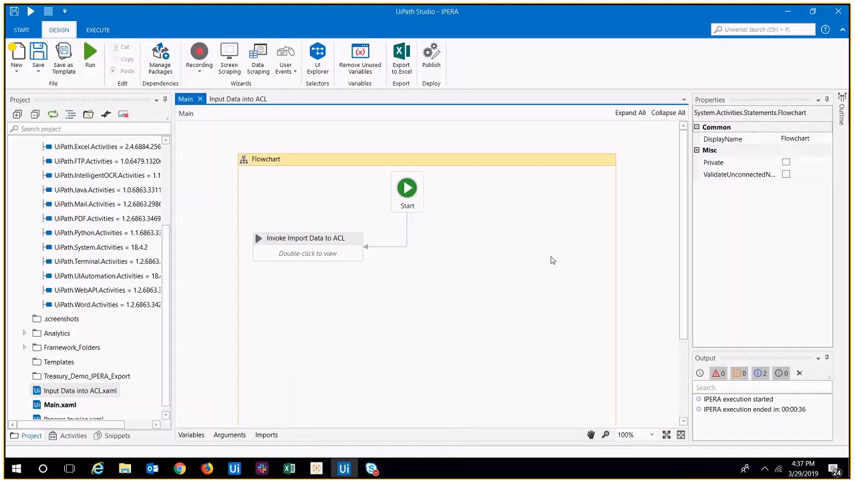 UiPath Studio - IPERA
START
DESIGN
EXECUTE
Universal Search (Ctrl + F)
New
Save
Save as Template
Run
Cut
Copy
Paste
Manage Packages
Recording
Screen Scraping
Data Scraping
User Events
UI Explorer
Remove Unused Variables
Export to Excel
Publish
File
Edit
Dependencies
Wizards
Selectors
Variables
Export
Deploy
Project
Main
Input Data into ACL
Properties
Outline
Main
Expand All
Collapse All
System.Activities.Statements.Flowchart
Search project
Common
DisplayName
Flowchart
Misc
Private
ValidateUnconnectedN...
UiPath.Excel.Activities = 2.4.6884.256
UiPath.FTP.Activities = 1.0.6479.1320
UiPath.IntelligentOCR.Activities =
UiPath.Java.Activities = 1.0.6863.3310
UiPath.Mail.Activities = 1.2.6863.2993
UiPath.PDF.Activities = 1.2.6863.3469
UiPath.Python.Activities = 1.1.6863.33
UiPath.System.Activities = 18.4.2
UiPath.Terminal.Activities = 1.2.6863.
UiPath.UIAutomation.Activities = 18.4
UiPath.WebAPI.Activities = 1.2.6863.2
UiPath.Word.Activities = 1.2.6863.342
.screenshots
Analytics
Framework_Folders
Templates
Treasury_Demo_IPERA_Export
Input Data into ACL.xaml
Main.xaml
Process Invoice.xaml
Flowchart
Start
Invoke Import Data to ACL
Double-click to view
Output
0
0
2
0
Search
IPERA execution started
IPERA execution ended in: 00:00:36
Project
Activities
Snippets
Variables
Arguments
Imports
100%
4:37 PM
3/29/2019
24